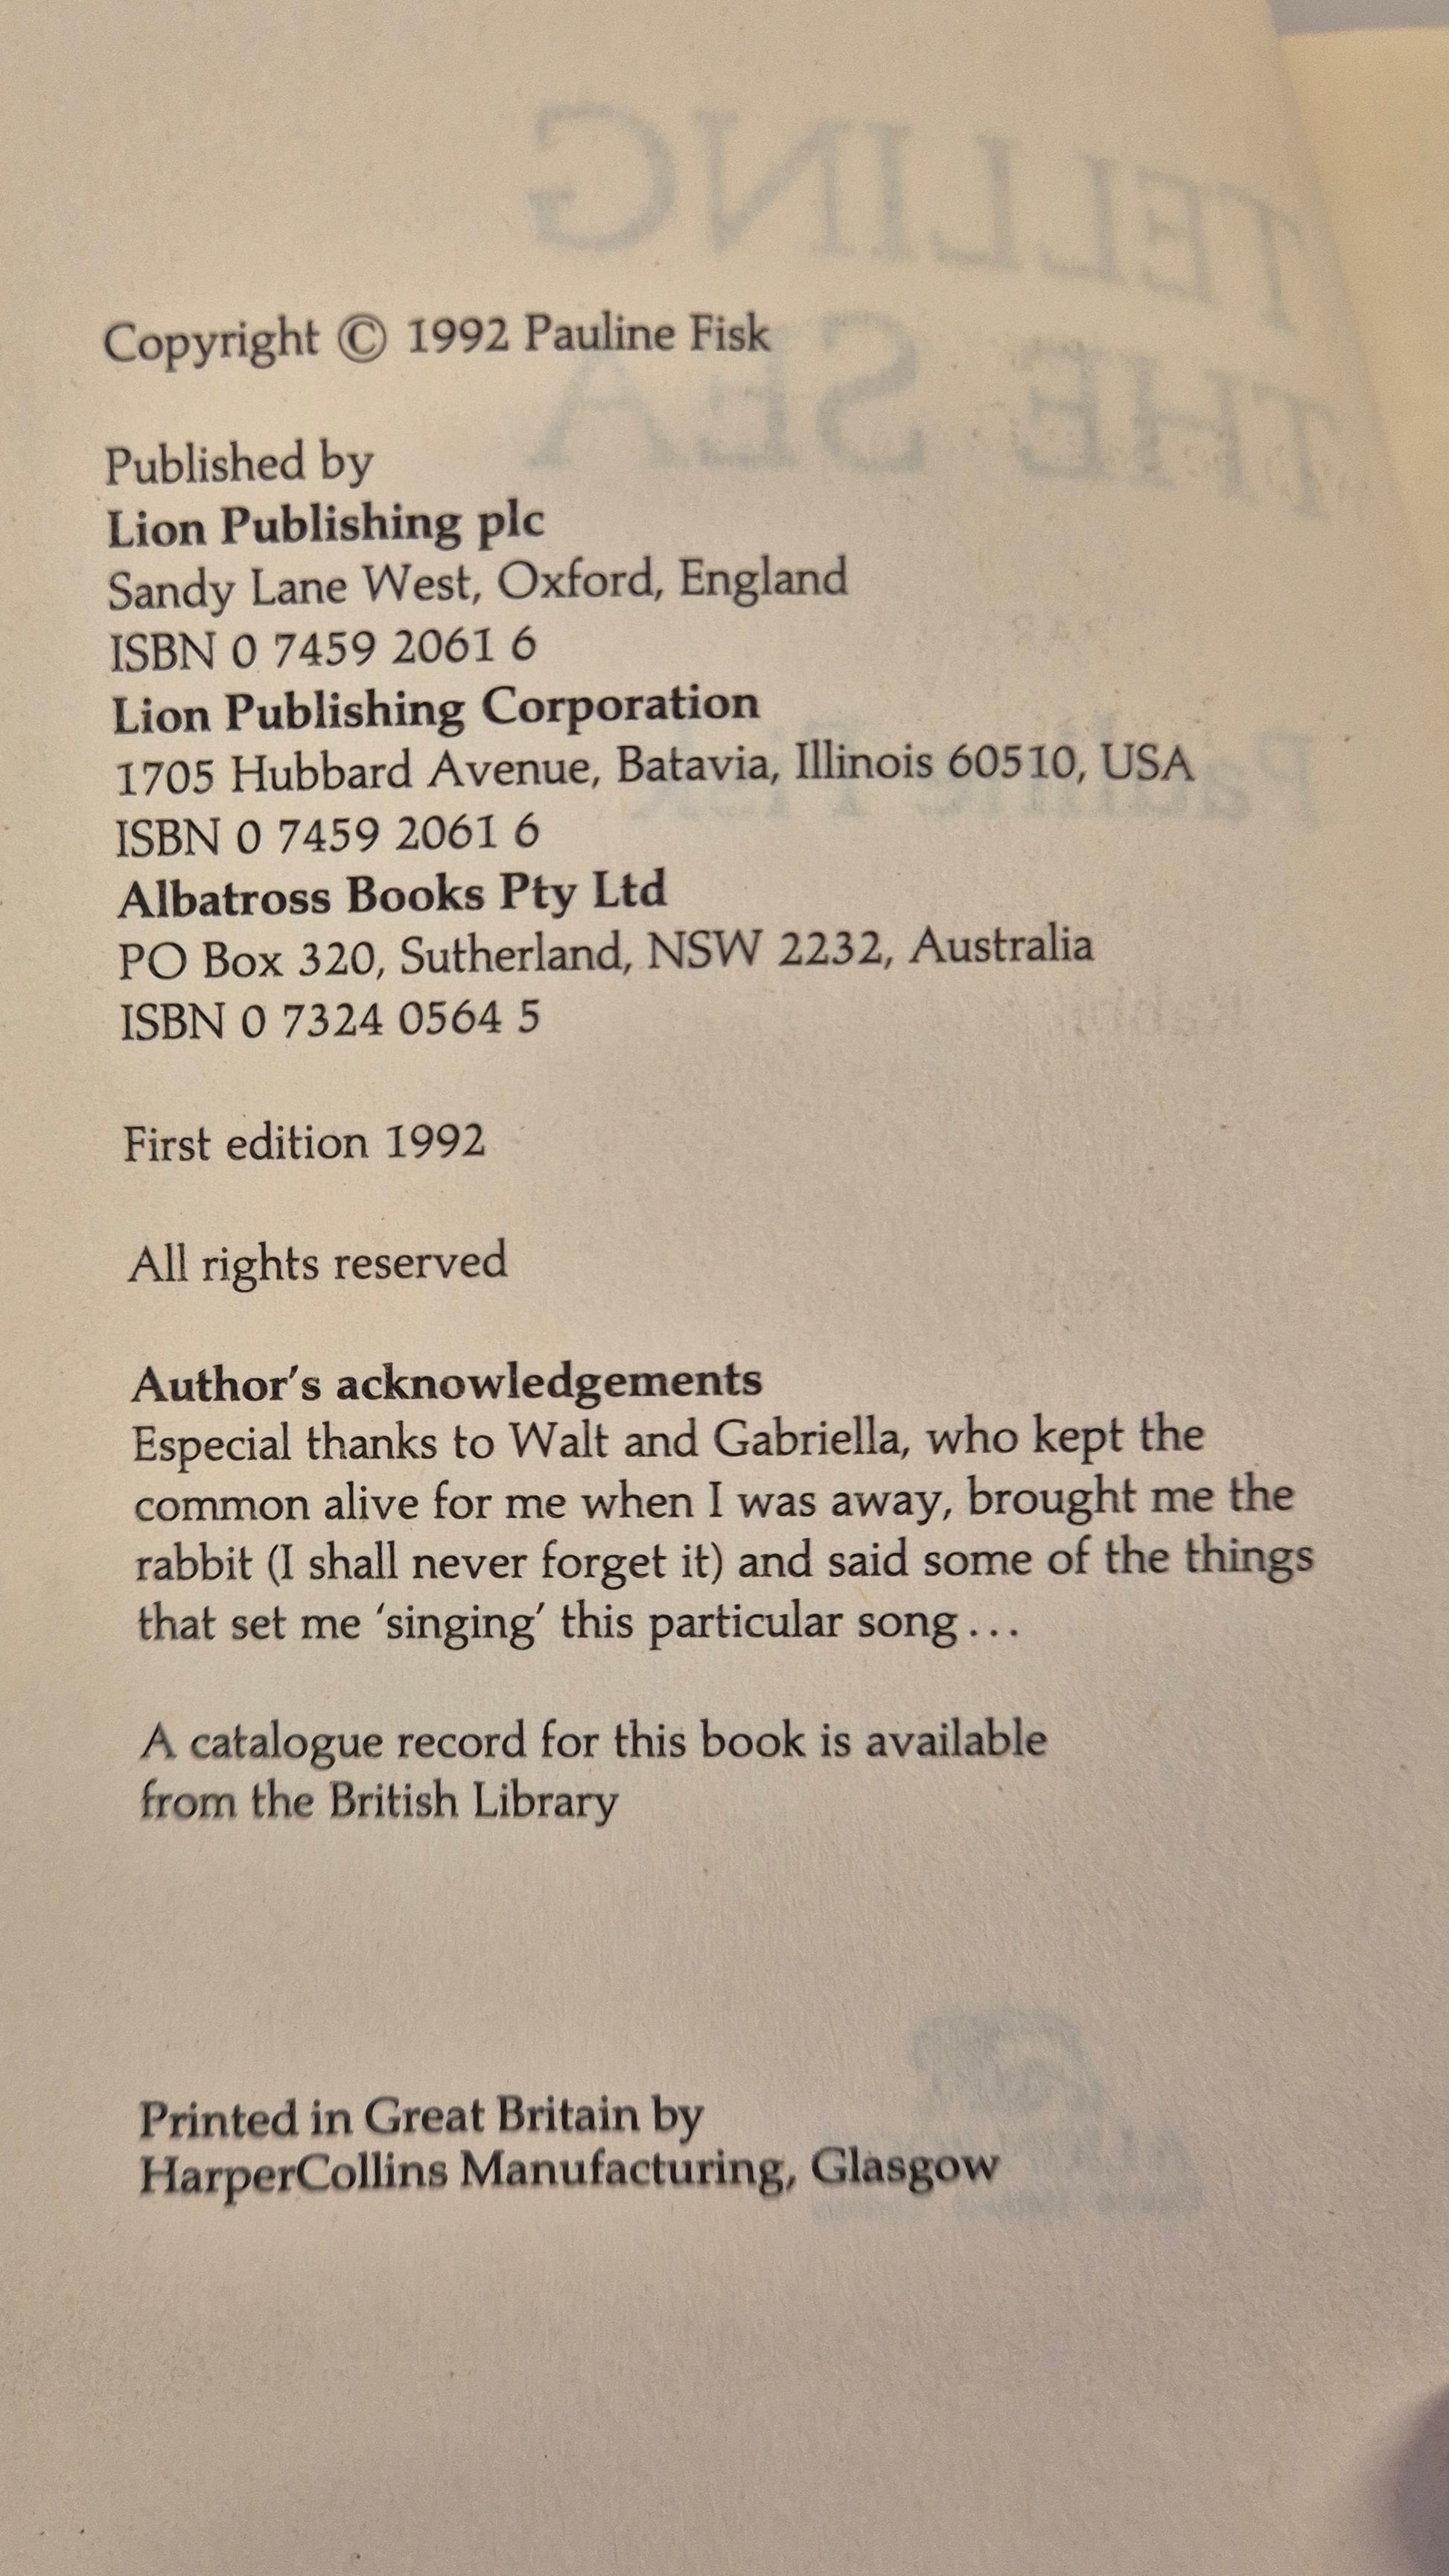 TELLING
THE SEA
Copyright © 1992 Pauline Fisk
Published by
Lion Publishing plc
Sandy Lane West, Oxford, England
ISBN 0 7459 2061 6
Lion Publishing Corporation
1705 Hubbard Avenue, Batavia, Illinois 60510, USA
ISBN 0 7459 2061 6
Albatross Books Pty Ltd
PO Box 320, Sutherland, NSW 2232, Australia
ISBN 0 7324 0564 5
First edition 1992
All rights reserved
Author's acknowledgements
Especial thanks to Walt and Gabriella, who kept the
common alive for me when I was away, brought me the
rabbit (I shall never forget it) and said some of the things
that set me ‘singing’ this particular song...
A catalogue record for this book is available
from the British Library
Printed in Great Britain by
HarperCollins Manufacturing, Glasgow